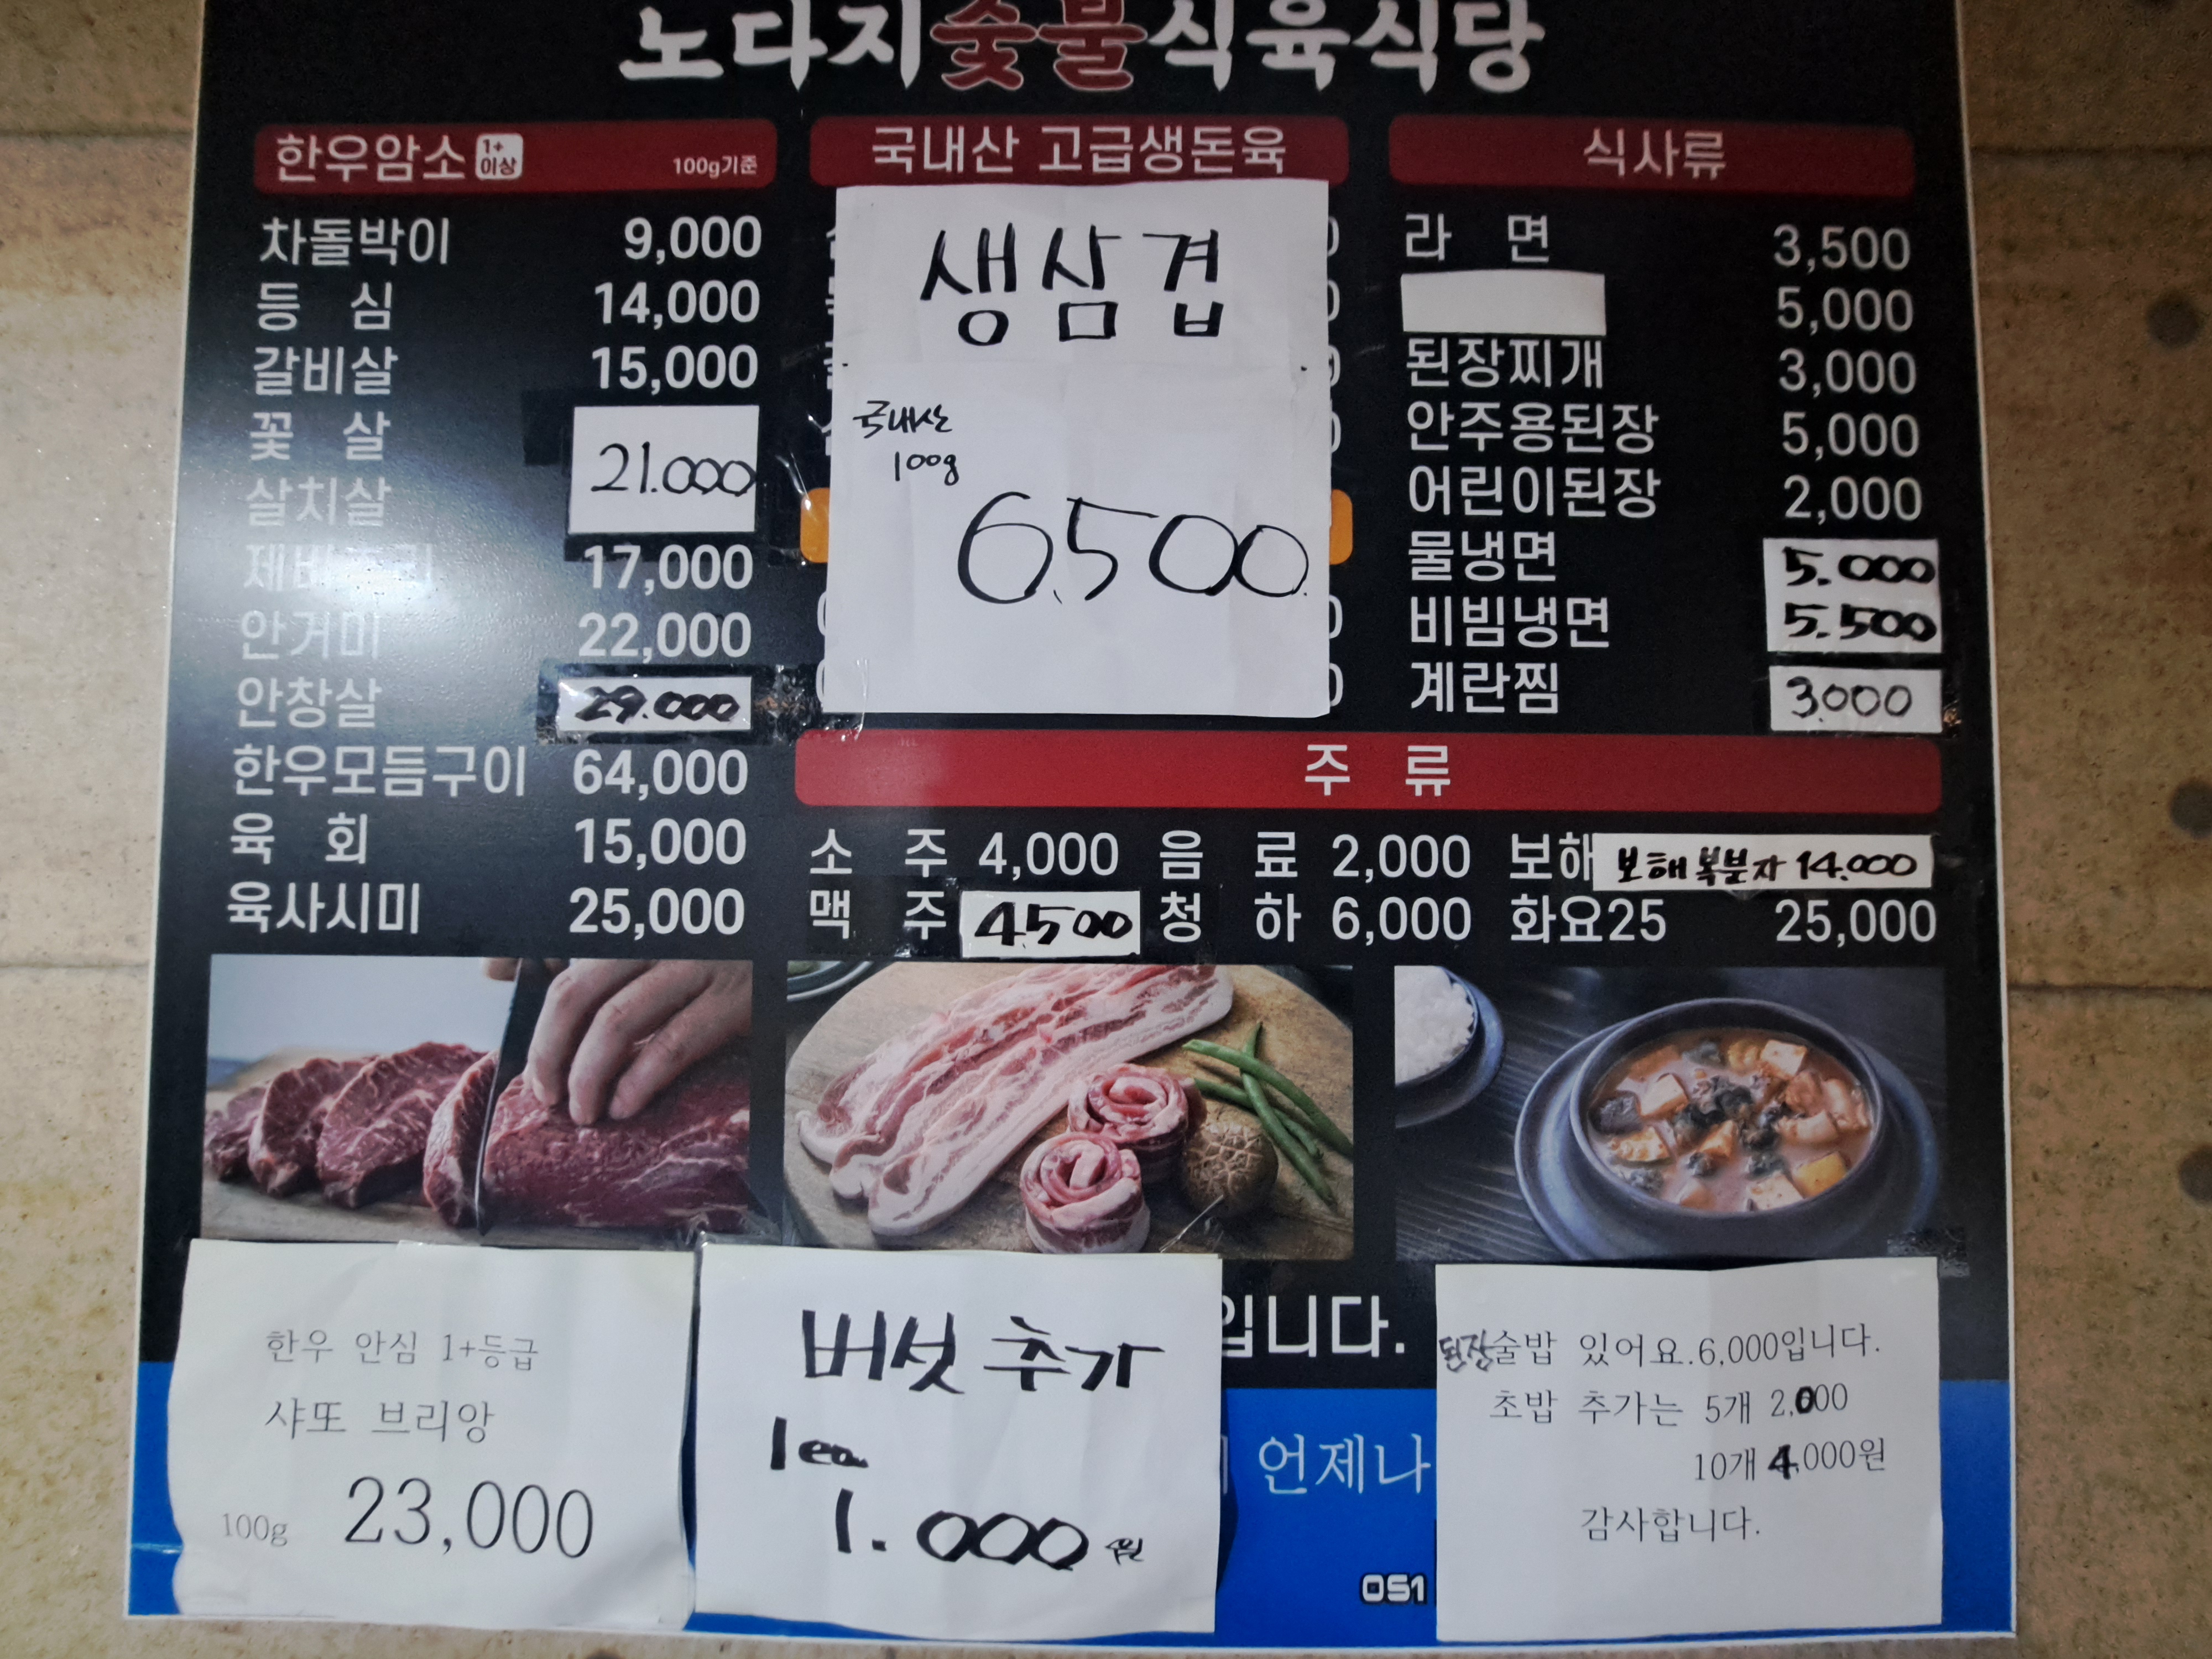 노다지숯불식육식당
한우암소 1+이상 100g기준
차돌박이 9,000
등 심 14,000
갈비살 15,000
꽃 살 21.000
살치살
17,000
안거미 22,000
안창살 29.000
한우모듬구이 64,000
육 회 15,000
육사시미 25,000
국내산 고급생돈육
생삼겹
국내산
100g
6.500
식사류
라 면 3,500
5,000
된장찌개 3,000
안주용된장 5,000
어린이된장 2,000
물냉면 5.000
비빔냉면 5.500
계란찜 3.000
주 류
소 주 4,000 음 료 2,000 보해 보해 복분자 14.000
맥 주 4.500 청 하 6,000 화요25 25,000
입니다.
언제나
051
한우 안심 1+등급
샤또 브리앙
100g 23,000
버섯 추가
1ea
1.000원
된장술밥 있어요.6,000입니다.
초밥 추가는 5개 2,000
10개 4,000원
감사합니다.